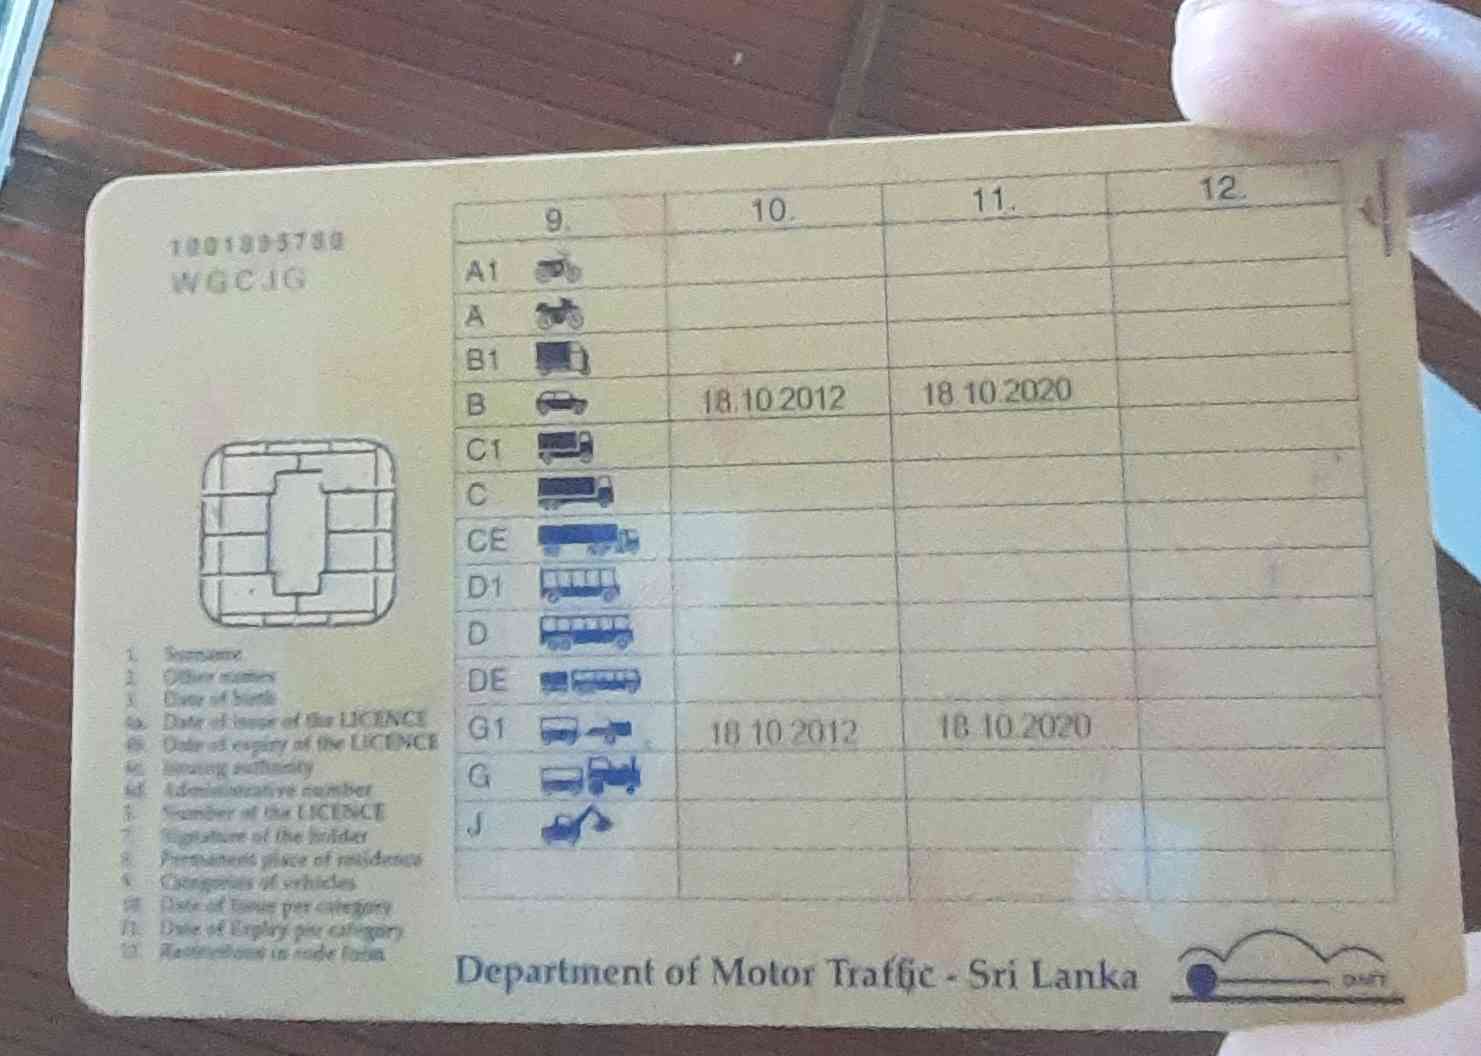 WGCJG
9. 10. 11. 12.
A1
A
B1
B 18.10.2012 18.10.2020
C1
C
CE
D1
D
DE
G1 18.10.2012 18.10.2020
G
J
1. Surname
2. Other names
3. Date of birth
4a. Date of issue of the LICENCE
4b. Date of expiry of the LICENCE
4c. Issuing authority
4d. Administrative number
5. Number of the LICENCE
7. Signature of the holder
8. Permanent place of residence
9. Categories of vehicles
10. Date of Issue per category
11. Date of Expiry per category
12. Restrictions in code form
Department of Motor Traffic - Sri Lanka
DMT